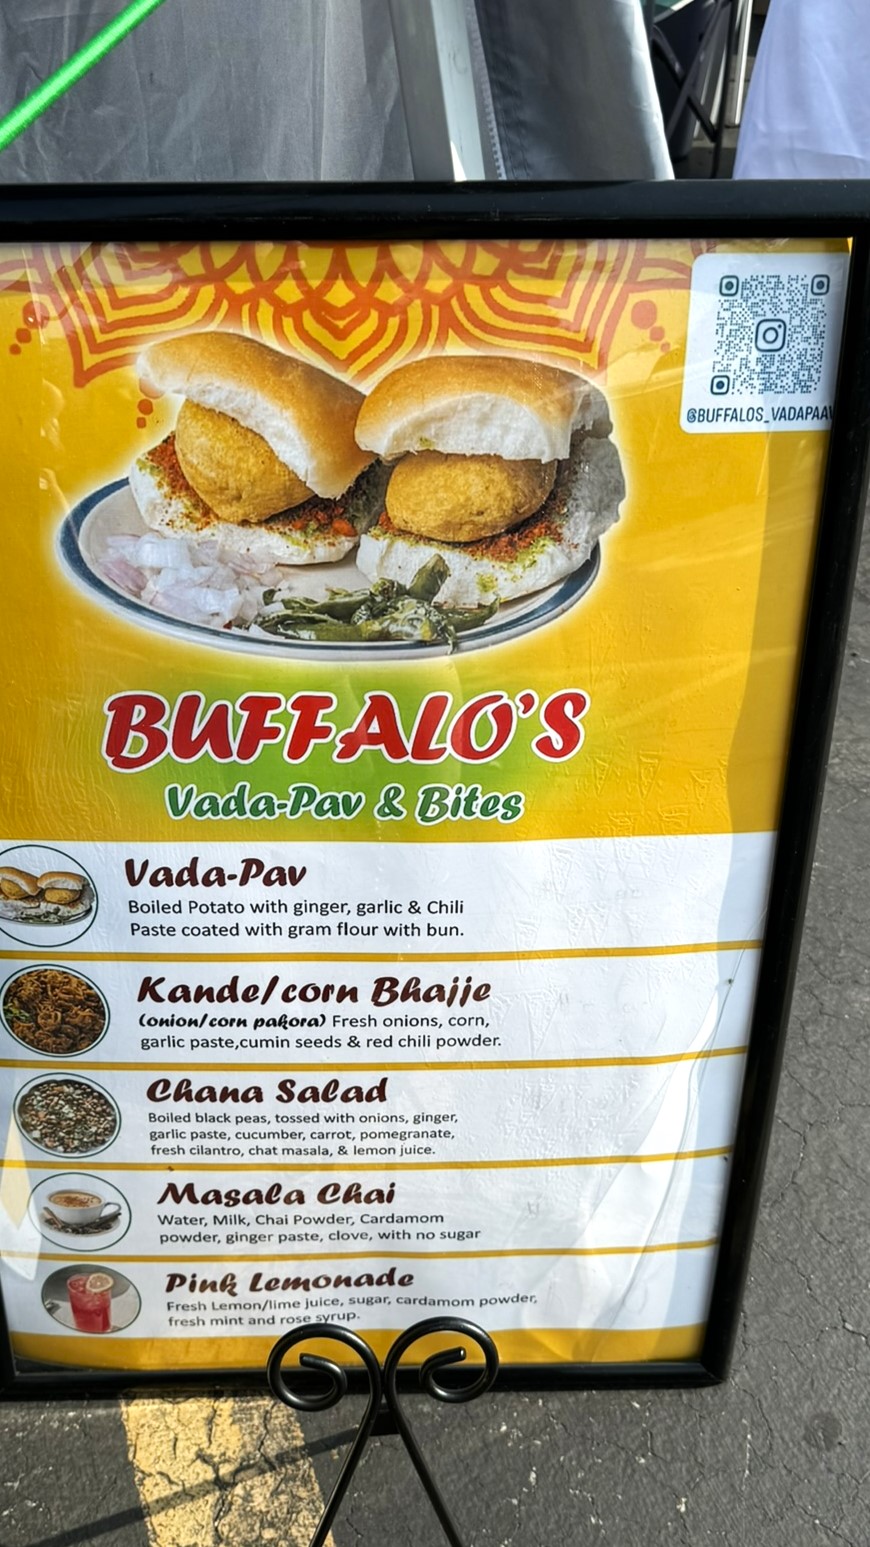 @BUFFALOS_VADAPAAV
BUFFALO'S
Vada-Pav & Bites
Vada-Pav
Boiled Potato with ginger, garlic & Chili
Paste coated with gram flour with bun.
Kande/corn Bhajje
(onion/corn pakora) Fresh onions, corn,
garlic paste,cumin seeds & red chili powder.
Chana Salad
Boiled black peas, tossed with onions, ginger,
garlic paste, cucumber, carrot, pomegranate,
fresh cilantro, chat masala, & lemon juice.
Masala Chai
Water, Milk, Chai Powder, Cardamom
powder, ginger paste, clove, with no sugar
Pink Lemonade
Fresh Lemon/lime juice, sugar, cardamom powder,
fresh mint and rose syrup.